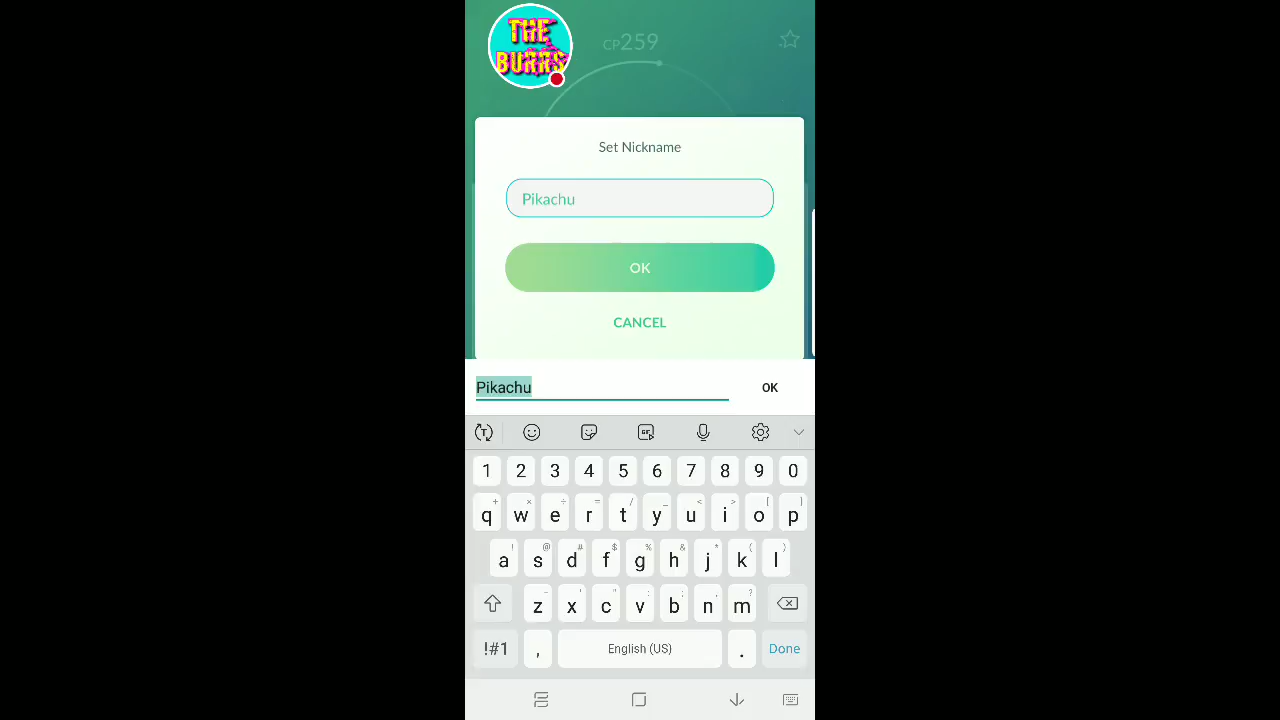 THE
BURRS
CP259
Set Nickname
Pikachu
OK
CANCEL
Pikachu
OK
1 2 3 4 5 6 7 8 9 0
+ × ÷ = / _ < > [ ]
q w e r t y u i o p
! @ # $ % & * ( )
a s d f g h j k l
- ' " : ; , ?
z x c v b n m
!#1 , English (US) . Done